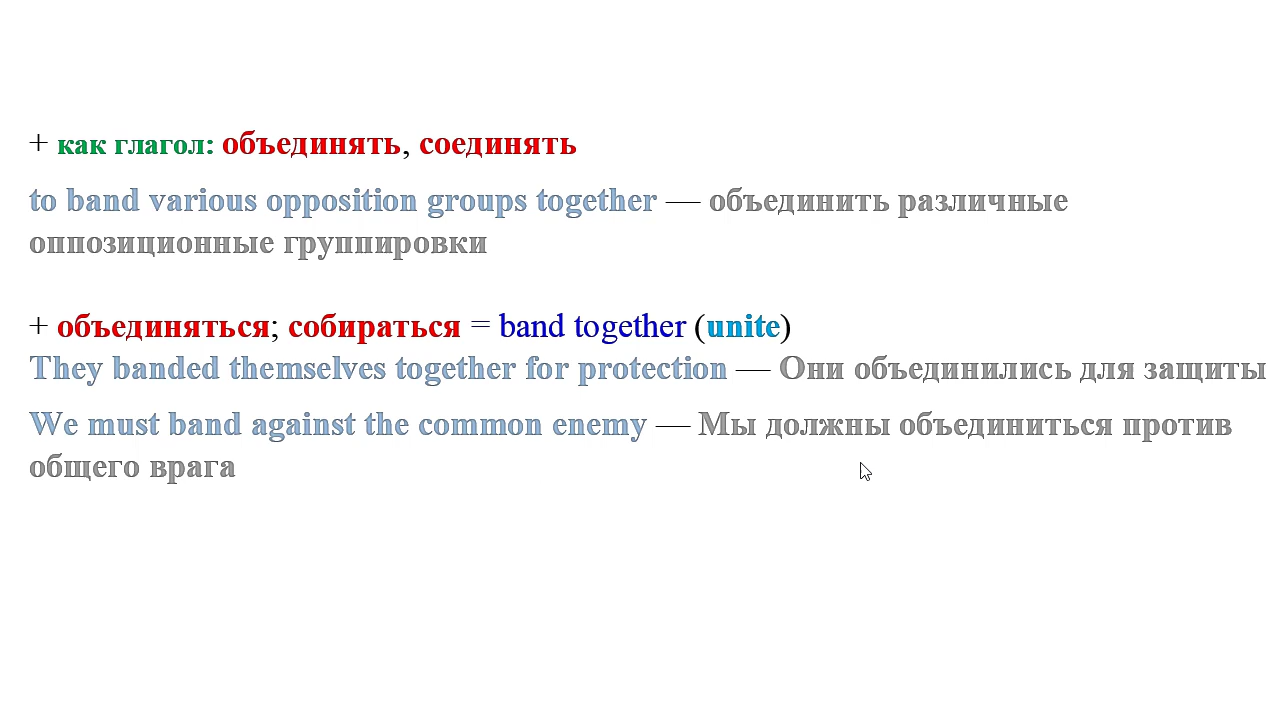 + как глагол: объединять, соединять
to band various opposition groups together — объединить различные
оппозиционные группировки
+ объединяться; собираться = band together (unite)
They banded themselves together for protection — Они объединились для защиты
We must band against the common enemy — Мы должны объединиться против
общего врага